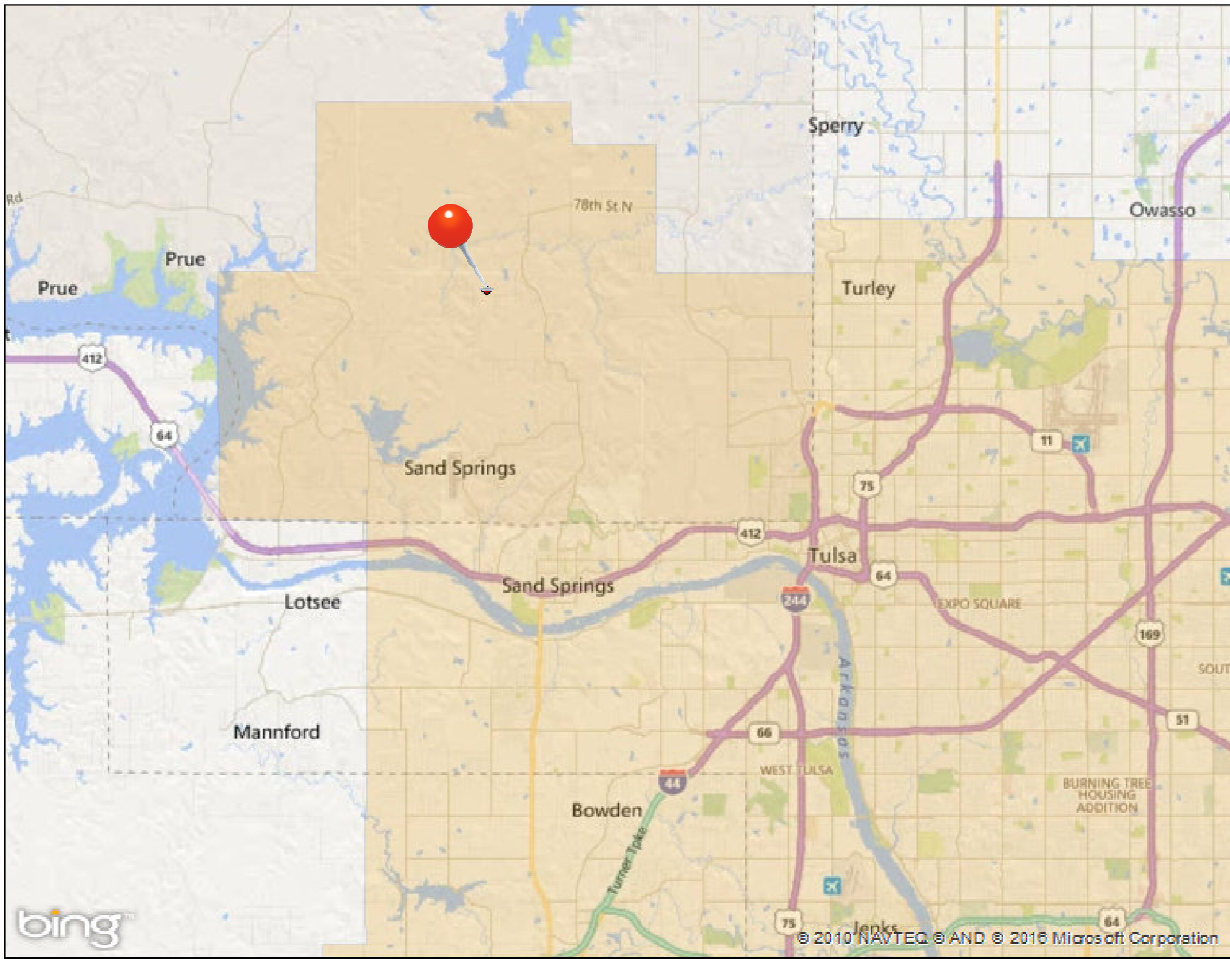 Sperry
Rd
78th St N
Owasso
Prue
Prue
Turley
t
412
64
11
Sand Springs
75
412
Tulsa
64
Sand Springs
Lotsee
244
EXPO SQUARE
169
SOUT
Arkansas
51
Mannford
66
WEST TULSA
44
BURNING TREE
HOUSING
ADDITION
Bowden
Turner Tpke
bing™
75
64
Jenks
© 2010 NAVTEQ © AND © 2016 Microsoft Corporation